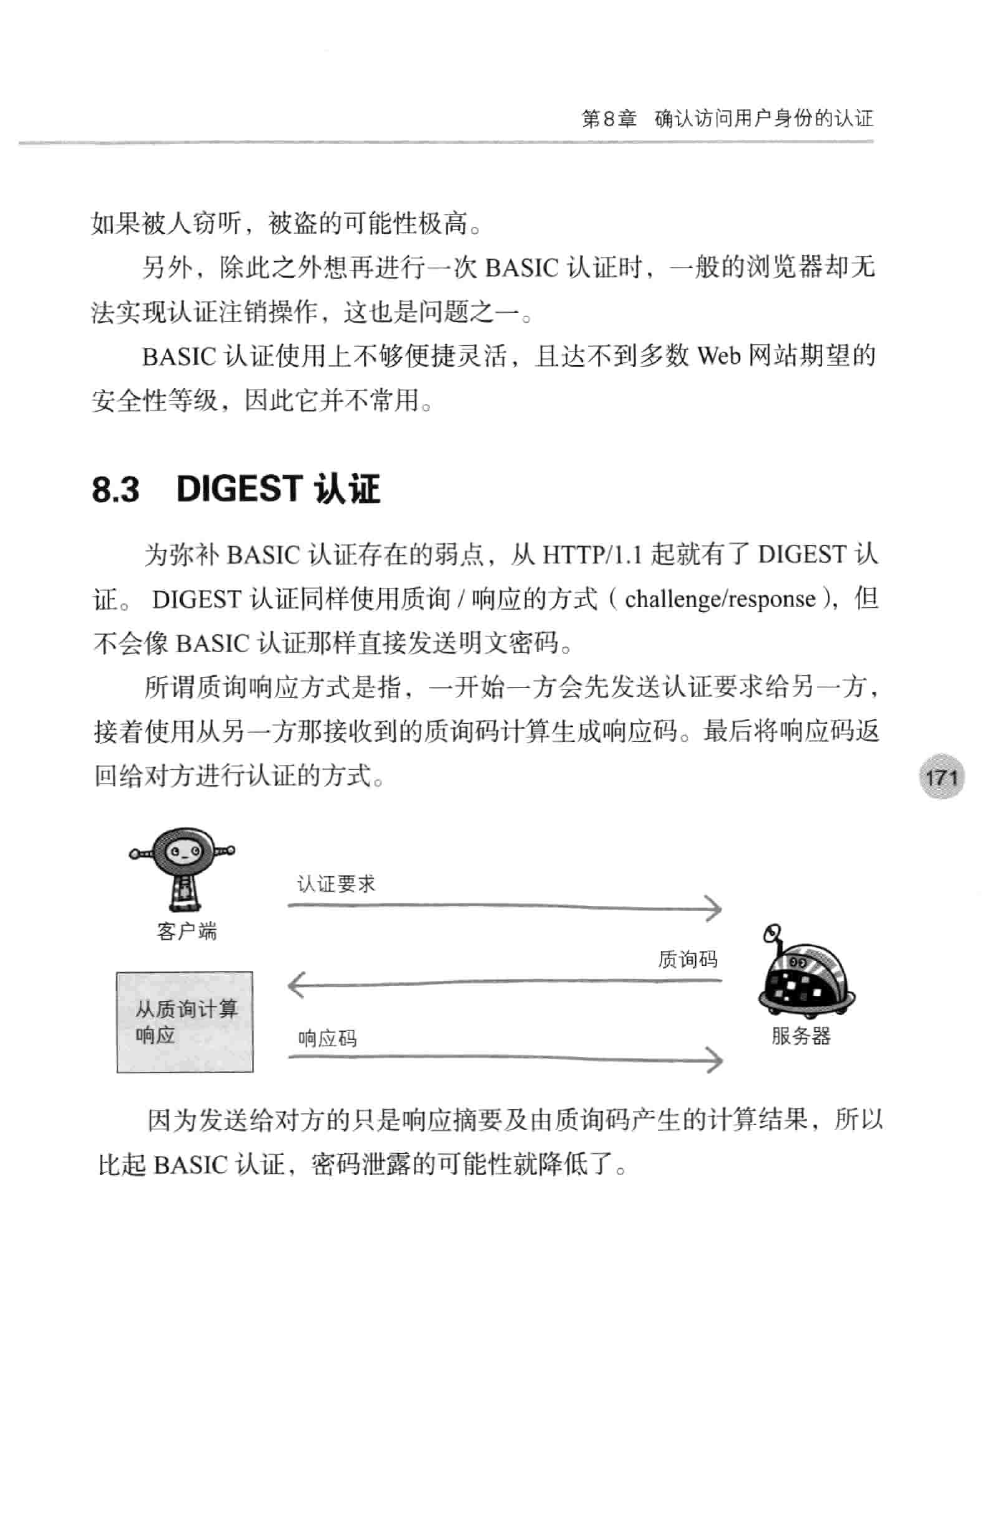 第8章 确认访问用户身份的认证
如果被人窃听，被盗的可能性极高。
另外，除此之外想再进行一次 BASIC 认证时，一般的浏览器却无
法实现认证注销操作，这也是问题之一。
BASIC 认证使用上不够便捷灵活，且达不到多数 Web 网站期望的
安全性等级，因此它并不常用。
8.3 DIGEST 认证
为弥补 BASIC 认证存在的弱点，从 HTTP/1.1 起就有了 DIGEST 认
证。 DIGEST 认证同样使用质询 / 响应的方式（challenge/response），但
不会像 BASIC 认证那样直接发送明文密码。
所谓质询响应方式是指，一开始一方会先发送认证要求给另一方，
接着使用从另一方那接收到的质询码计算生成响应码。最后将响应码返
回给对方进行认证的方式。
171
认证要求
客户端
质询码
从质询计算
响应
响应码
服务器
因为发送给对方的只是响应摘要及由质询码产生的计算结果，所以
比起 BASIC 认证，密码泄露的可能性就降低了。